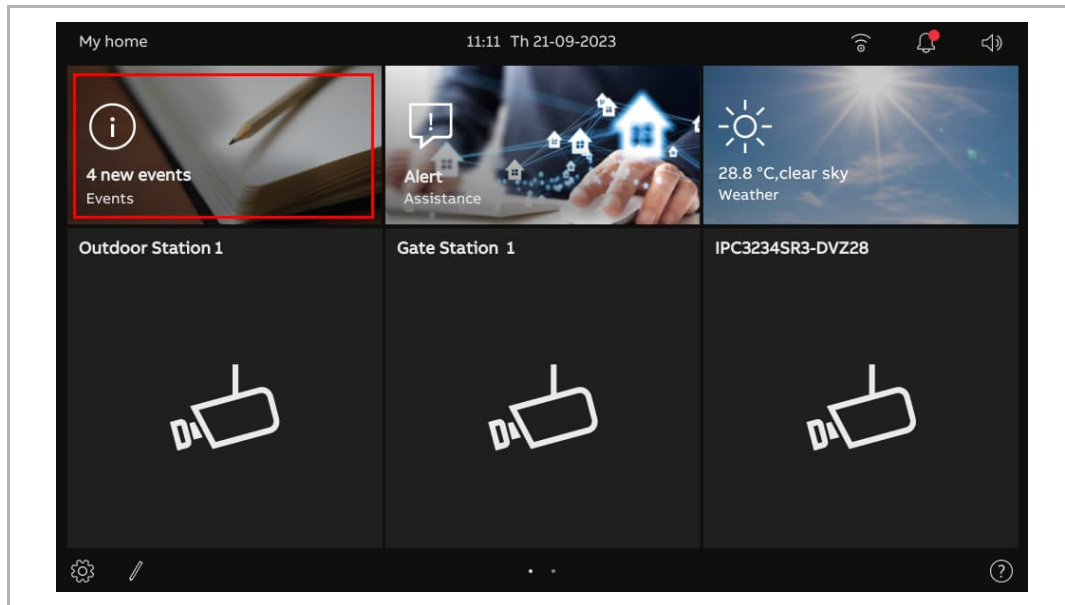 My home
11:11 Th 21-09-2023
4 new events
Events
Alert
Assistance
28.8 °C,clear sky
Weather
Outdoor Station 1
Gate Station 1
IPC3234SR3-DVZ28